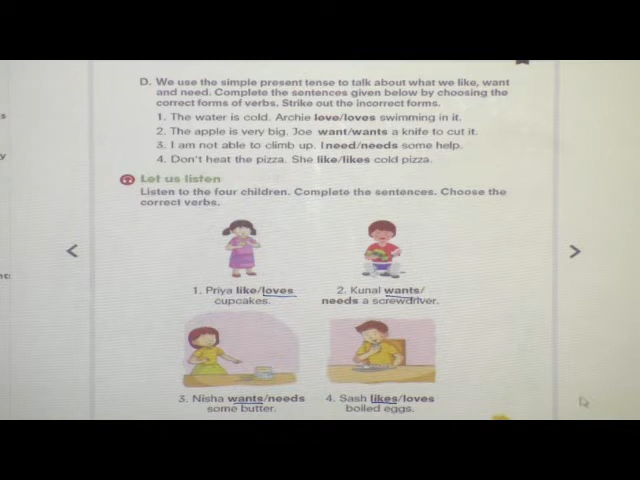 D. We use the simple present tense to talk about what we like, want
and need. Complete the sentences given below by choosing the
correct forms of verbs. Strike out the incorrect forms.
1. The water is cold. Archie love/loves swimming in it.
2. The apple is very big. Joe want/wants a knife to cut it.
3. I am not able to climb up. I need/needs some help.
4. Don't heat the pizza. She like/likes cold pizza.
Let us listen
Listen to the four children. Complete the sentences. Choose the
correct verbs.
1. Priya like/loves
cupcakes.
2. Kunal wants/
needs a screwdriver.
3. Nisha wants/needs
some butter.
4. Sash likes/loves
boiled eggs.